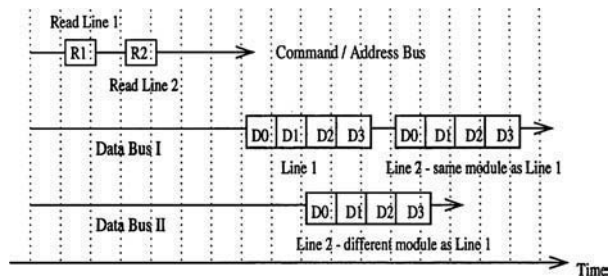 Read Line 1
R1 R2 Command / Address Bus
Read Line 2
D0 D1 D2 D3 D0 D1 D2 D3
Data Bus I Line 1 Line 2 - same module as Line 1
D0 D1 D2 D3
Data Bus II Line 2 - different module as Line 1
Time